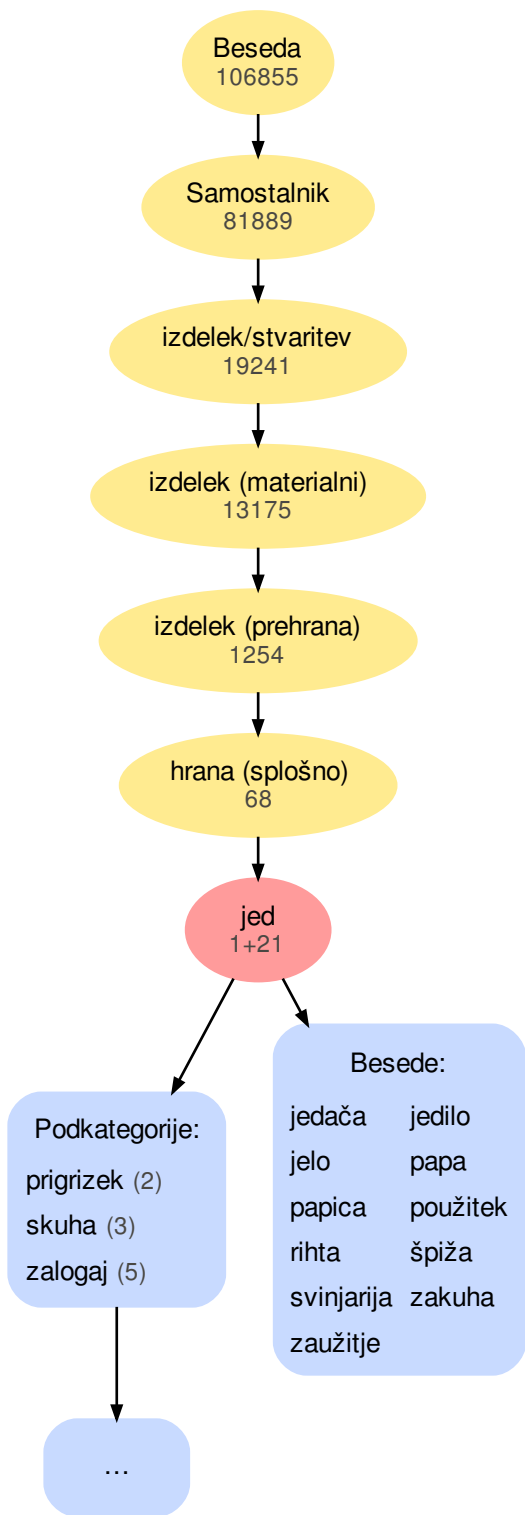 Beseda
106855
Samostalnik
81889
izdelek/stvaritev
19241
izdelek (materialni)
13175
izdelek (prehrana)
1254
hrana (splošno)
68
jed
1+21
Podkategorije:
prigrizek (2)
skuha (3)
zalogaj (5)
...
Besede:
jedača jedilo
jelo papa
papica použitek
rihta špiža
svinjarija zakuha
zaužitje